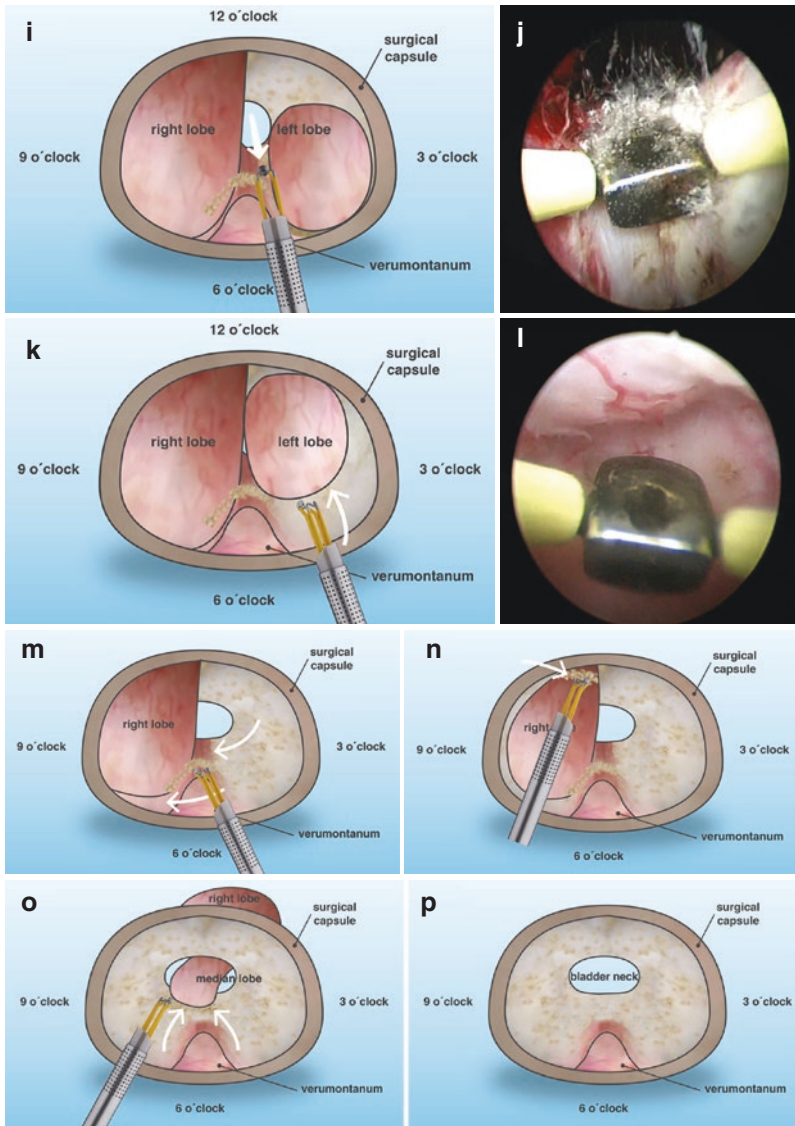 i
12 o´clock
surgical
capsule
right lobe
left lobe
9 o´clock
3 o´clock
verumontanum
6 o´clock
j
k
12 o´clock
surgical
capsule
right lobe
left lobe
9 o´clock
3 o´clock
verumontanum
6 o´clock
l
m
surgical
capsule
right lobe
9 o´clock
3 o´clock
verumontanum
6 o´clock
n
surgical
capsule
9 o´clock
3 o´clock
verumontanum
6 o´clock
o
right lobe
surgical
capsule
median lobe
9 o´clock
3 o´clock
verumontanum
6 o´clock
p
surgical
capsule
bladder neck
9 o´clock
3 o´clock
verumontanum
6 o´clock